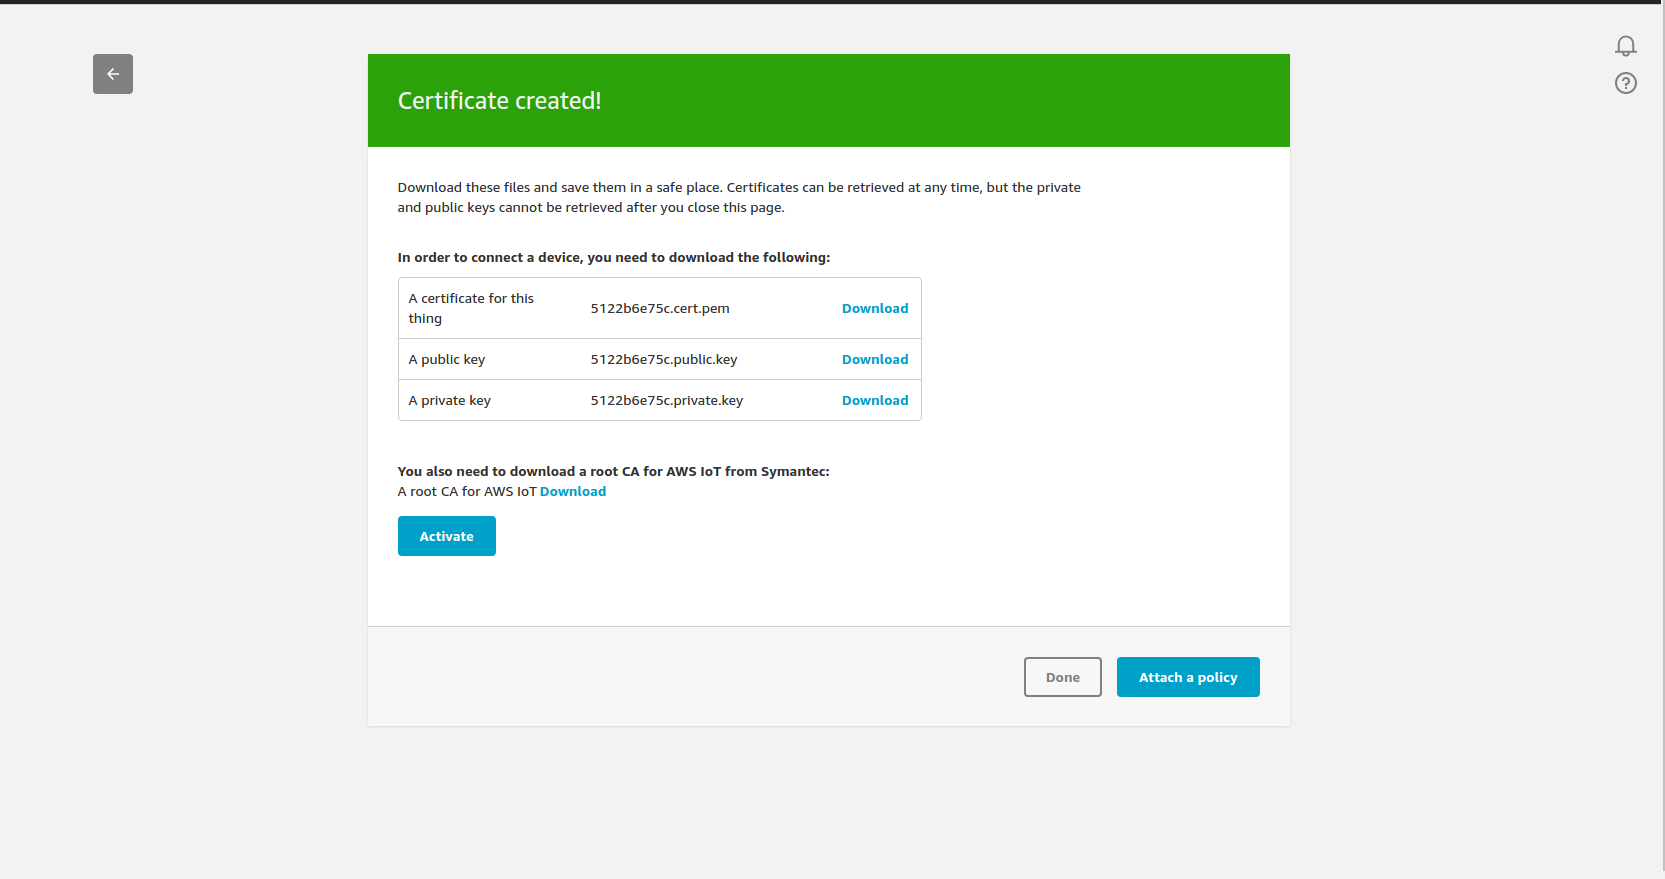 Certificate created!
Download these files and save them in a safe place. Certificates can be retrieved at any time, but the private
and public keys cannot be retrieved after you close this page.
In order to connect a device, you need to download the following:
A certificate for this
thing
5122b6e75c.cert.pem
Download
A public key
5122b6e75c.public.key
Download
A private key
5122b6e75c.private.key
Download
You also need to download a root CA for AWS IoT from Symantec:
A root CA for AWS IoT Download
Activate
Done
Attach a policy